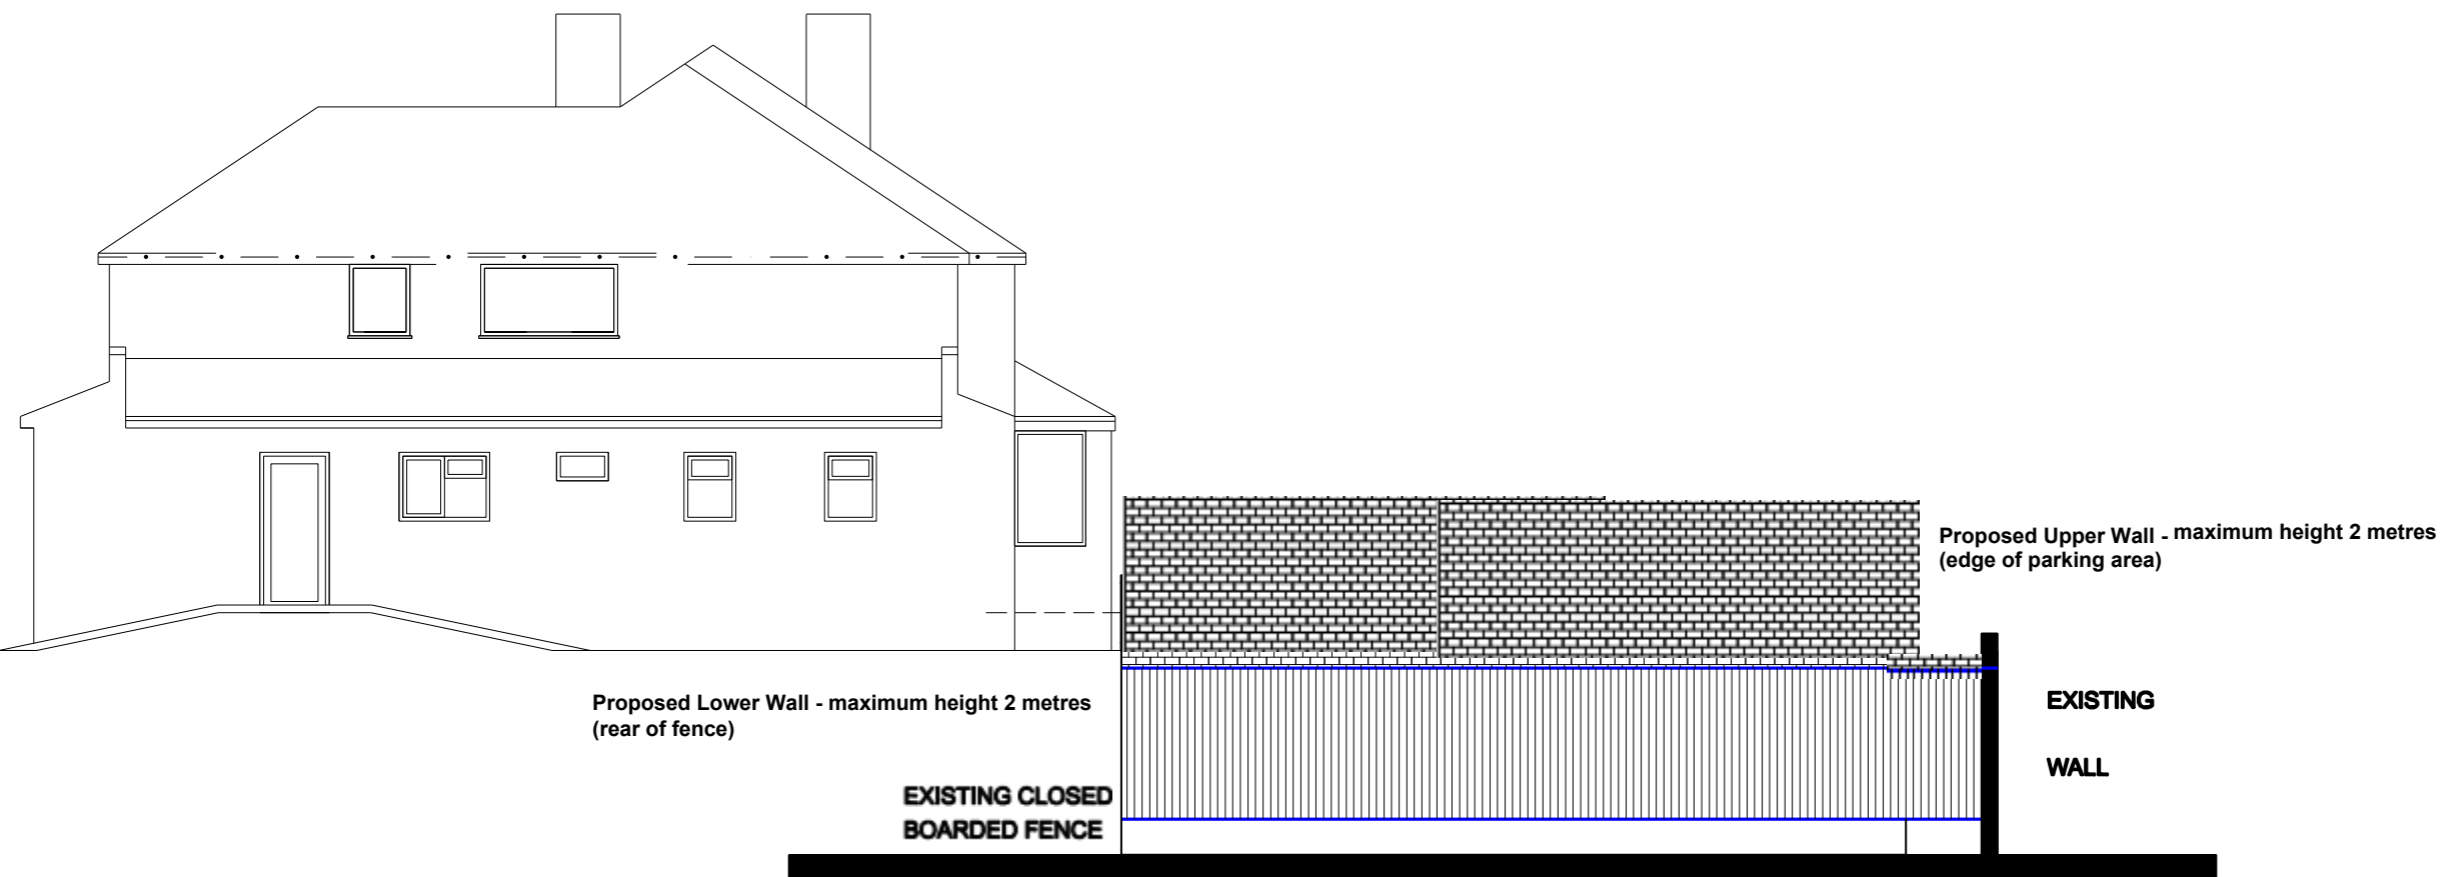 Proposed Upper Wall - maximum height 2 metres
(edge of parking area)
Proposed Lower Wall - maximum height 2 metres
(rear of fence)
EXISTING
WALL
EXISTING CLOSED
BOARDED FENCE